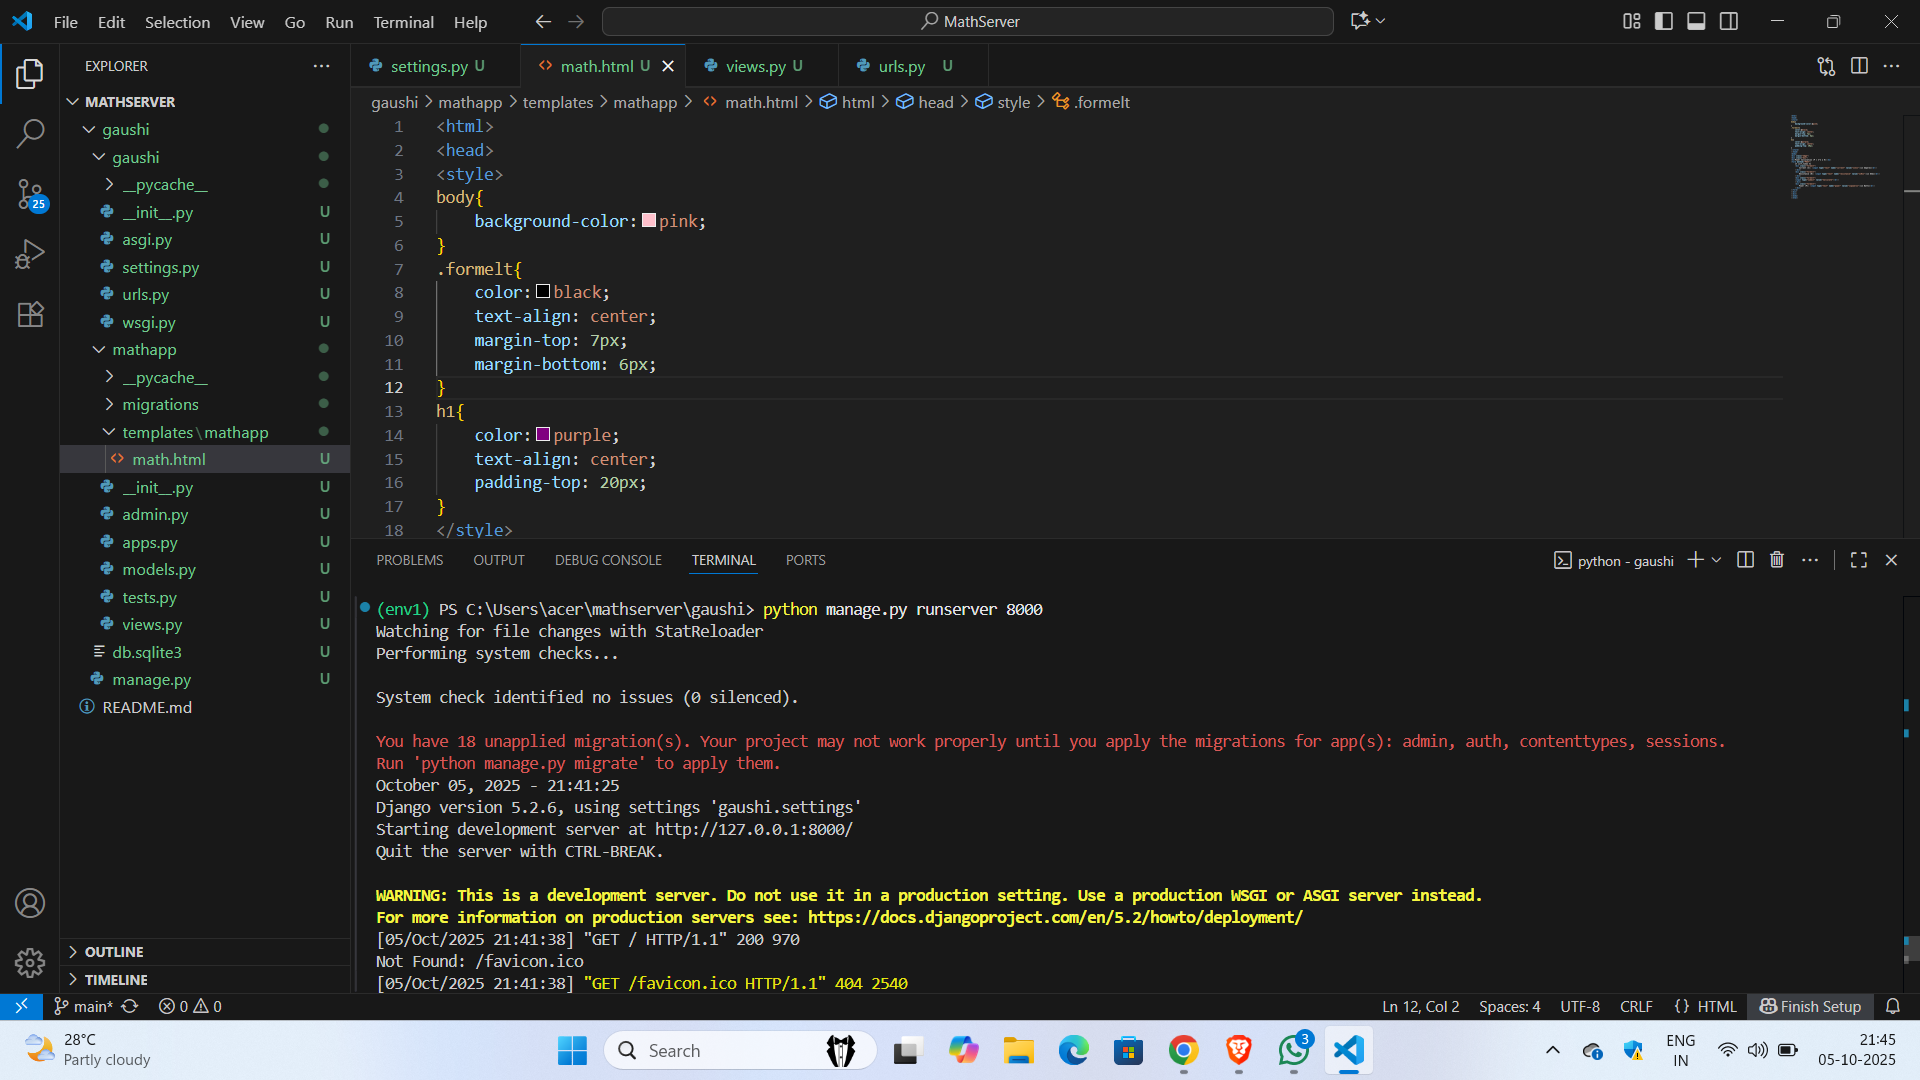 File Edit Selection View Go Run Terminal Help
MathServer
EXPLORER
MATHSERVER
gaushi
gaushi
__pycache__
__init__.py U
asgi.py U
settings.py U
urls.py U
wsgi.py U
mathapp
__pycache__
migrations
templates\mathapp
math.html U
__init__.py U
admin.py U
apps.py U
models.py U
tests.py U
views.py U
db.sqlite3 U
manage.py U
README.md
OUTLINE
TIMELINE
25
settings.py U math.html U views.py U urls.py U
gaushi > mathapp > templates > mathapp > math.html > html > head > style > .formelt
1 <html>
2 <head>
3 <style>
4 body{
5 background-color: pink;
6 }
7 .formelt{
8 color: black;
9 text-align: center;
10 margin-top: 7px;
11 margin-bottom: 6px;
12 }
13 h1{
14 color: purple;
15 text-align: center;
16 padding-top: 20px;
17 }
18 </style>
PROBLEMS OUTPUT DEBUG CONSOLE TERMINAL PORTS
python - gaushi
(env1) PS C:\Users\acer\mathserver\gaushi> python manage.py runserver 8000
Watching for file changes with StatReloader
Performing system checks...
System check identified no issues (0 silenced).
You have 18 unapplied migration(s). Your project may not work properly until you apply the migrations for app(s): admin, auth, contenttypes, sessions.
Run 'python manage.py migrate' to apply them.
October 05, 2025 - 21:41:25
Django version 5.2.6, using settings 'gaushi.settings'
Starting development server at http://127.0.0.1:8000/
Quit the server with CTRL-BREAK.
WARNING: This is a development server. Do not use it in a production setting. Use a production WSGI or ASGI server instead.
For more information on production servers see: https://docs.djangoproject.com/en/5.2/howto/deployment/
[05/Oct/2025 21:41:38] "GET / HTTP/1.1" 200 970
Not Found: /favicon.ico
[05/Oct/2025 21:41:38] "GET /favicon.ico HTTP/1.1" 404 2540
main* 0 0
Ln 12, Col 2 Spaces: 4 UTF-8 CRLF {} HTML Finish Setup
28°C
Partly cloudy
Search
3
ENG
IN
21:45
05-10-2025